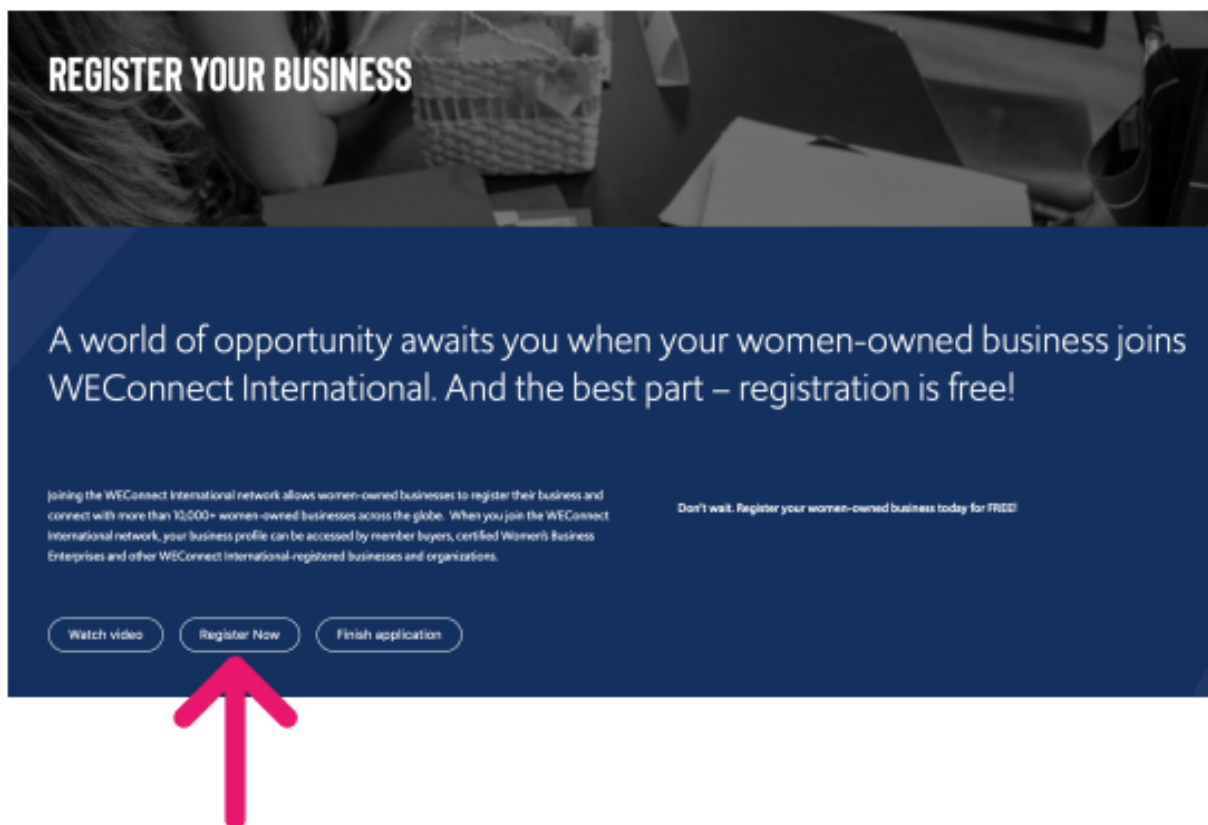 REGISTER YOUR BUSINESS
A world of opportunity awaits you when your women-owned business joins
WEConnect International. And the best part – registration is free!
Joining the WEConnect International network allows women-owned businesses to register their business and
connect with more than 10,000+ women-owned businesses across the globe. When you join the WEConnect
International network, your business profile can be accessed by member buyers, certified Women's Business
Enterprises and other WEConnect International-registered businesses and organizations.
Don't wait. Register your women-owned business today for FREE!
Watch video
Register Now
Finish application